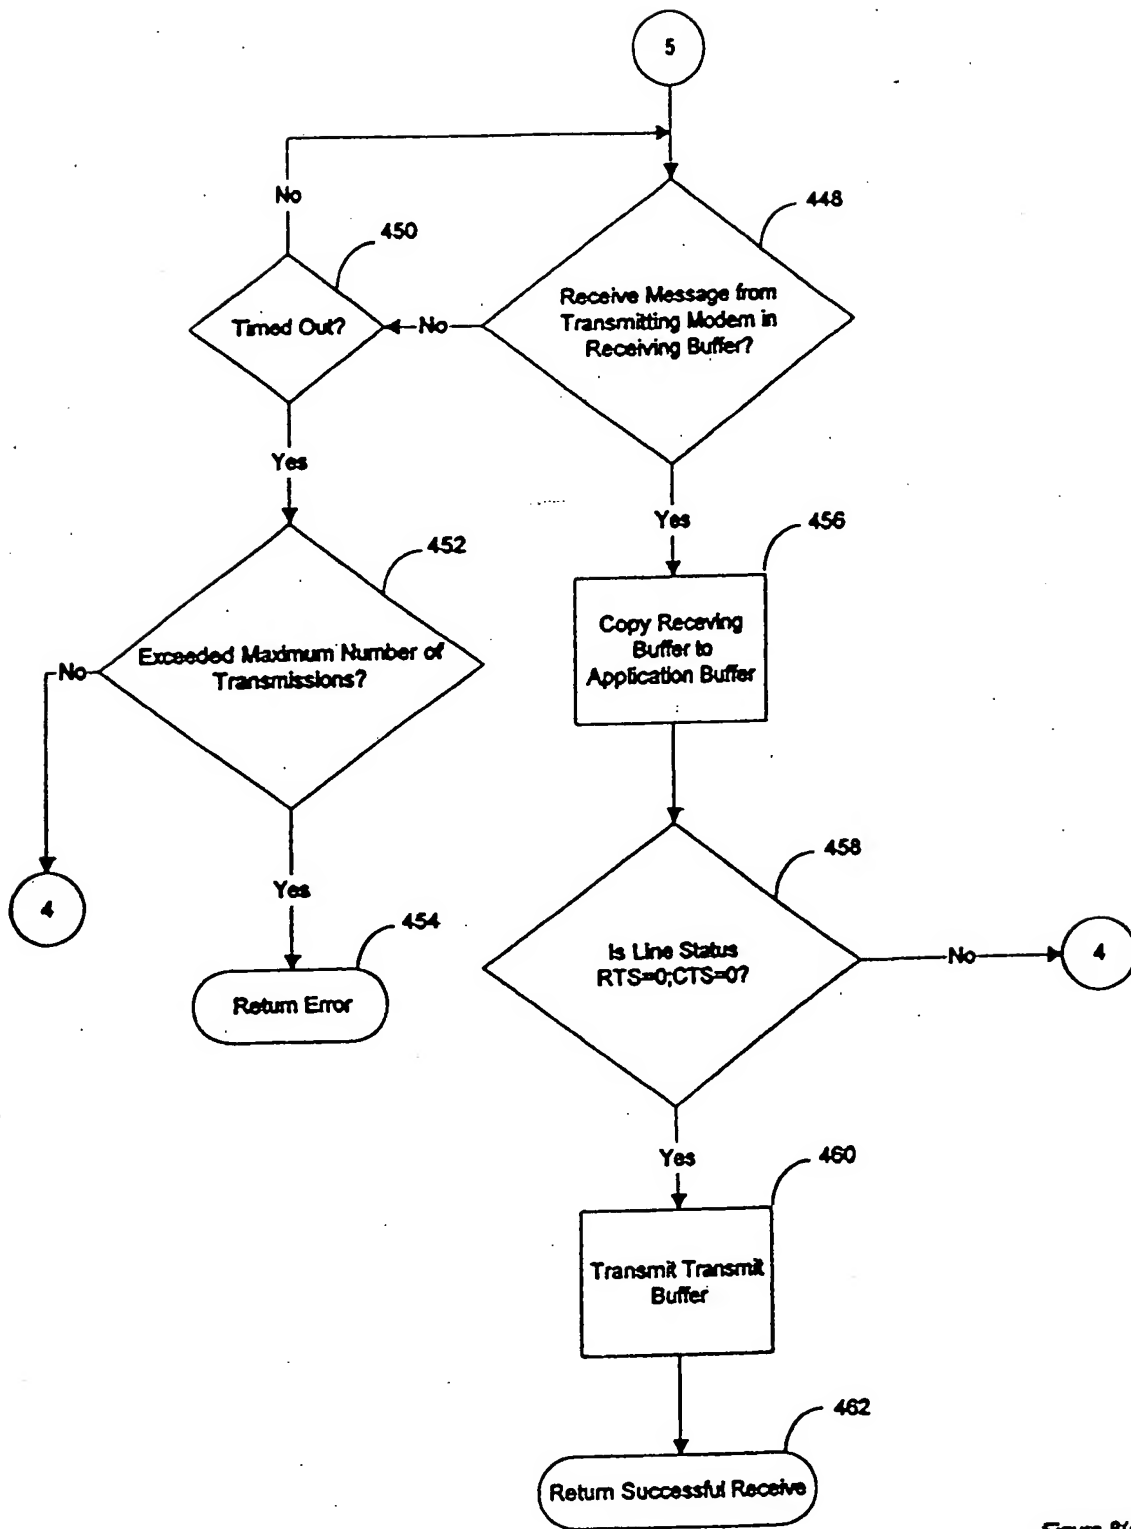 5
No
448
450
Receive Message from
Transmitting Modem in
Receiving Buffer?
Timed Out?
No
Yes
Yes
456
452
Copy Receving
Buffer to
Application Buffer
Exceeded Maximum Number of
Transmissions?
No
458
4
Yes
454
Is Line Status
RTS=0;CTS=0?
No
4
Return Error
Yes
460
Transmit Transmit
Buffer
462
Return Successful Receive
Figure